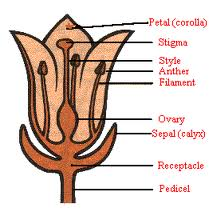 Petal (corolla)
Stigma
Style
Anther
Filament
Ovary
Sepal (calyx)
Receptacle
Pedicel